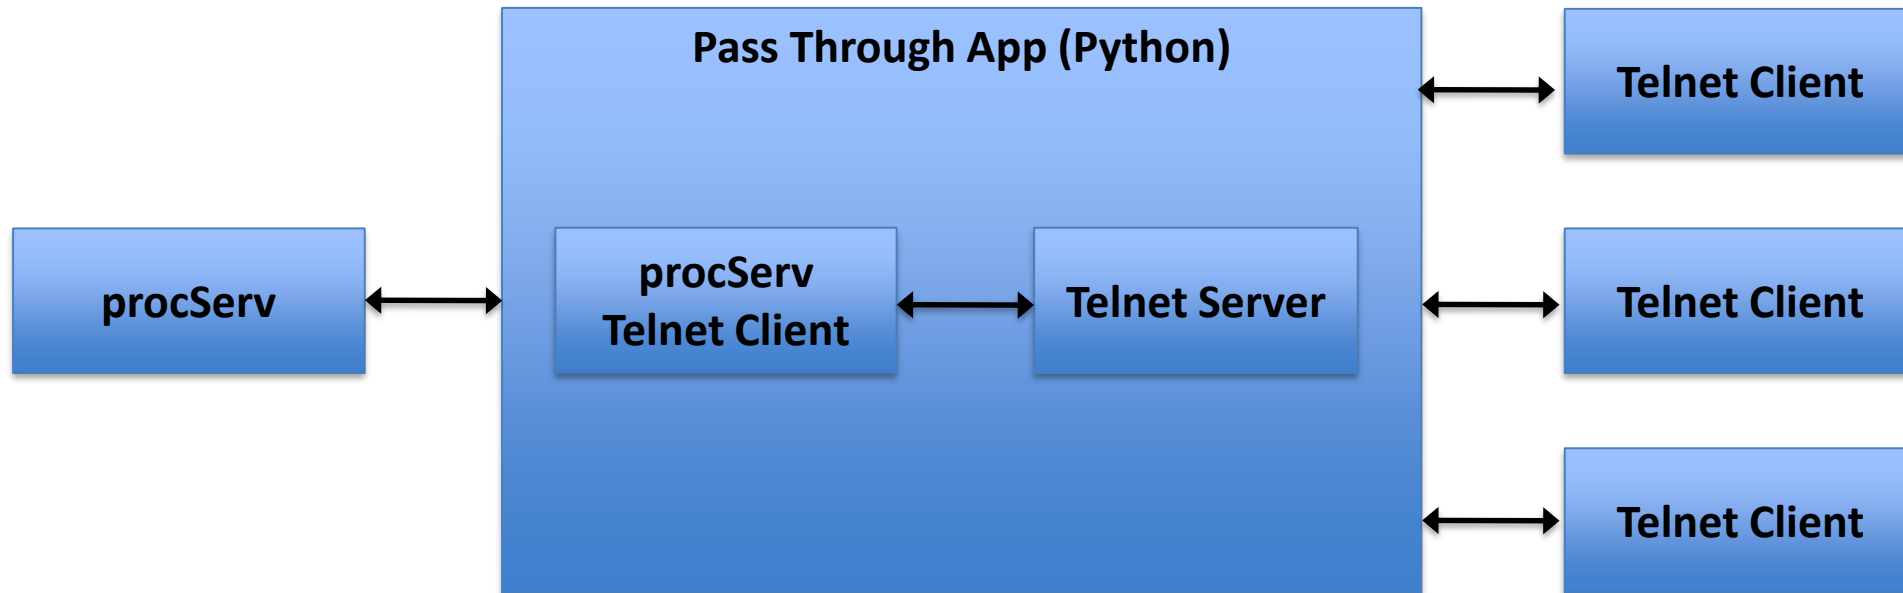 Pass Through App (Python)
Telnet Client
procServ
procServ
Telnet Client
Telnet Server
Telnet Client
Telnet Client